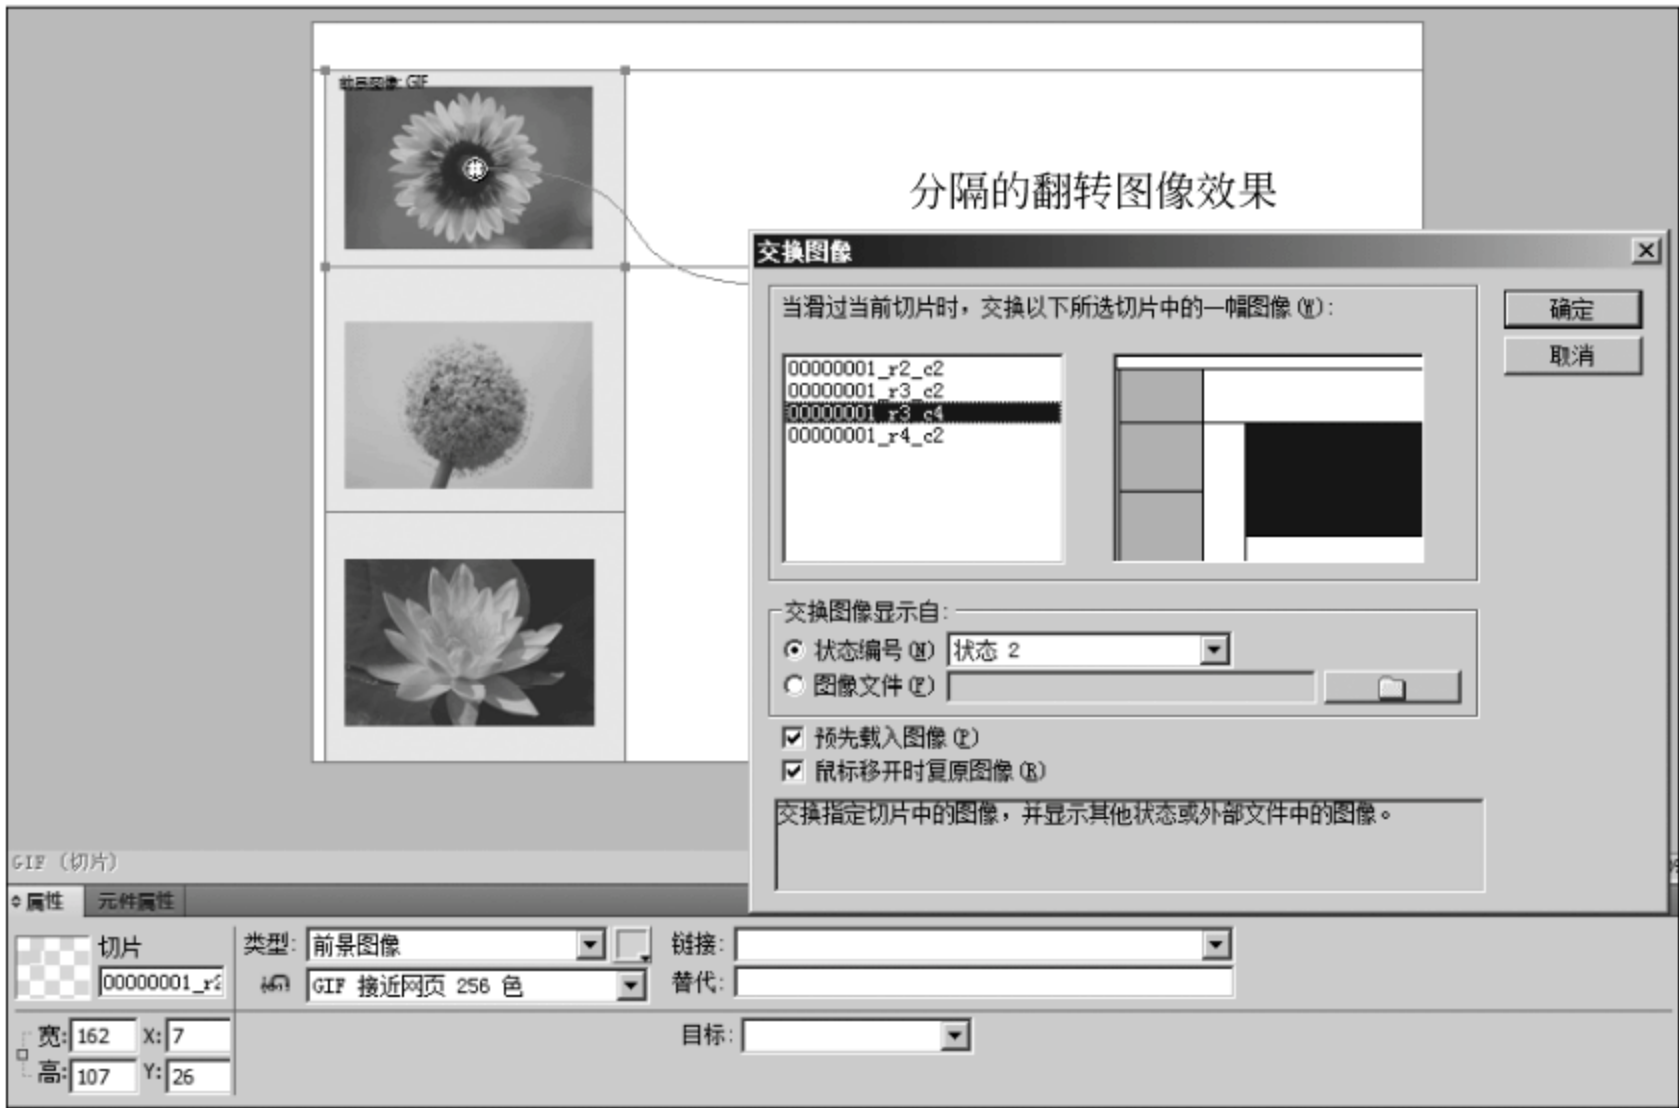 前景图像: GIF
分隔的翻转图像效果
交换图像
当滑过当前切片时，交换以下所选切片中的一幅图像(W):
确定
取消
00000001_r2_c2
00000001_r3_c2
00000001_r3_c4
00000001_r4_c2
交换图像显示自:
状态编号(N) 状态 2
图像文件(F)
预先载入图像(P)
鼠标移开时复原图像(R)
交换指定切片中的图像，并显示其他状态或外部文件中的图像。
GIF (切片)
属性 元件属性
切片 类型: 前景图像 链接:
00000001_r2 GIF 接近网页 256 色 替代:
宽: 162 X: 7 目标:
高: 107 Y: 26